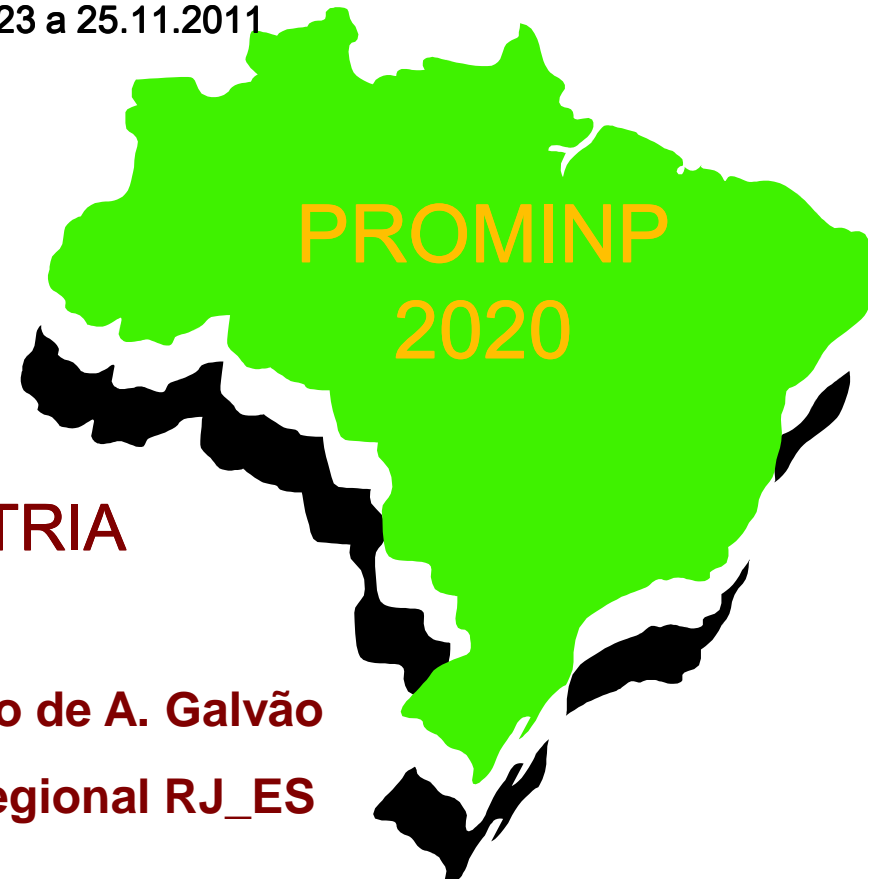 23 a 25.11.2011
PROMINP
2020
TRIA
o de A. Galvão
egional RJ_ES